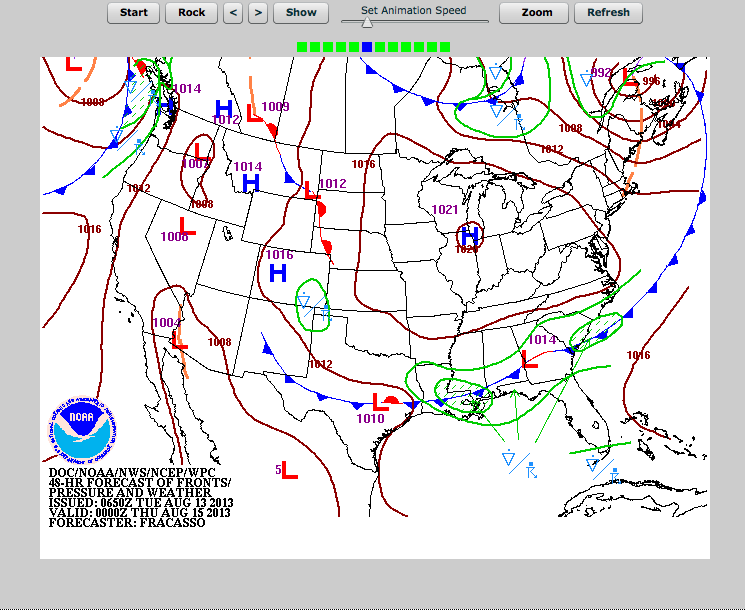 Start Rock < > Show Set Animation Speed Zoom Refresh
L 992 L 996
1014 1008
H H L 1009
1012 1008
1004
1012
L 1007 1014 H 1016 L 1012
1012 1008 1021
1016 1008 L H
1016 H
1004 L 1008 1012 1014 L 1016
1010 L
5 L
NOAA
DOC/NOAA/NWS/NCEP/WPC
48-HR FORECAST OF FRONTS/
PRESSURE AND WEATHER
ISSUED: 0650Z TUE AUG 13 2013
VALID: 0000Z THU AUG 15 2013
FORECASTER: FRACASSO